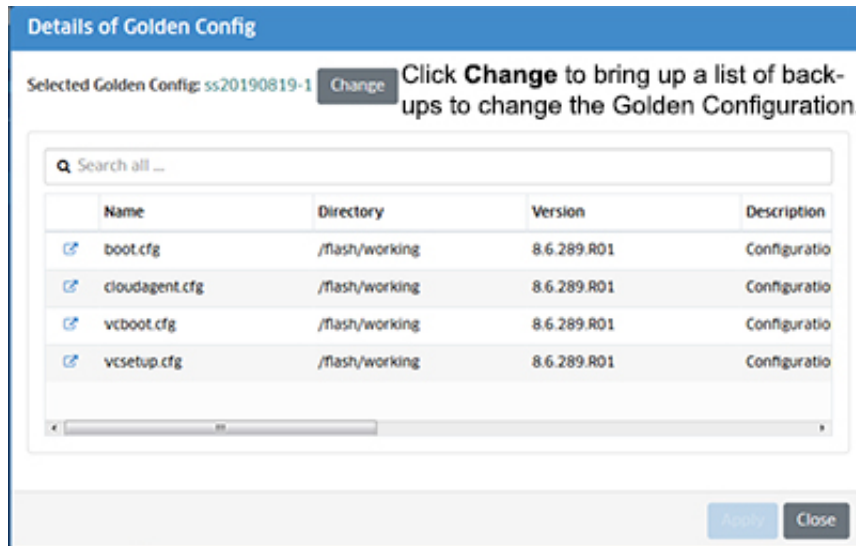 Details of Golden Config
Selected Golden Config: ss20190819-1 Change
Click Change to bring up a list of back-
ups to change the Golden Configuration
Search all ...
Name Directory Version Description
boot.cfg /flash/working 8.6.289.R01 Configuratio
cloudagent.cfg /flash/working 8.6.289.R01 Configuratio
vcboot.cfg /flash/working 8.6.289.R01 Configuratio
vcsetup.cfg /flash/working 8.6.289.R01 Configuratio
Apply Close